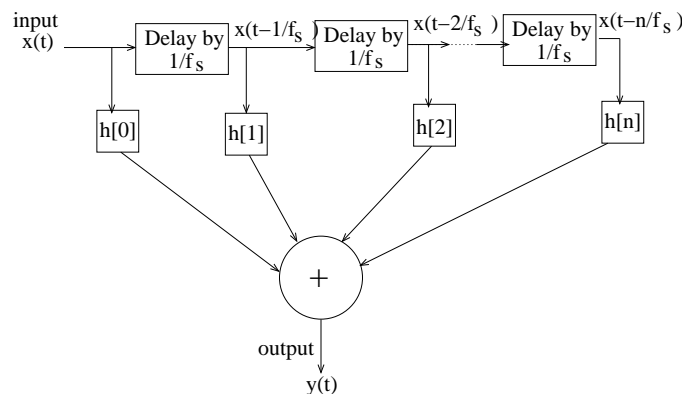 input
x(t)
Delay by
1/fs
x(t−1/fs)
Delay by
1/fs
x(t−2/fs)
Delay by
1/fs
x(t−n/fs)
h[0]
h[1]
h[2]
h[n]
+
output
y(t)